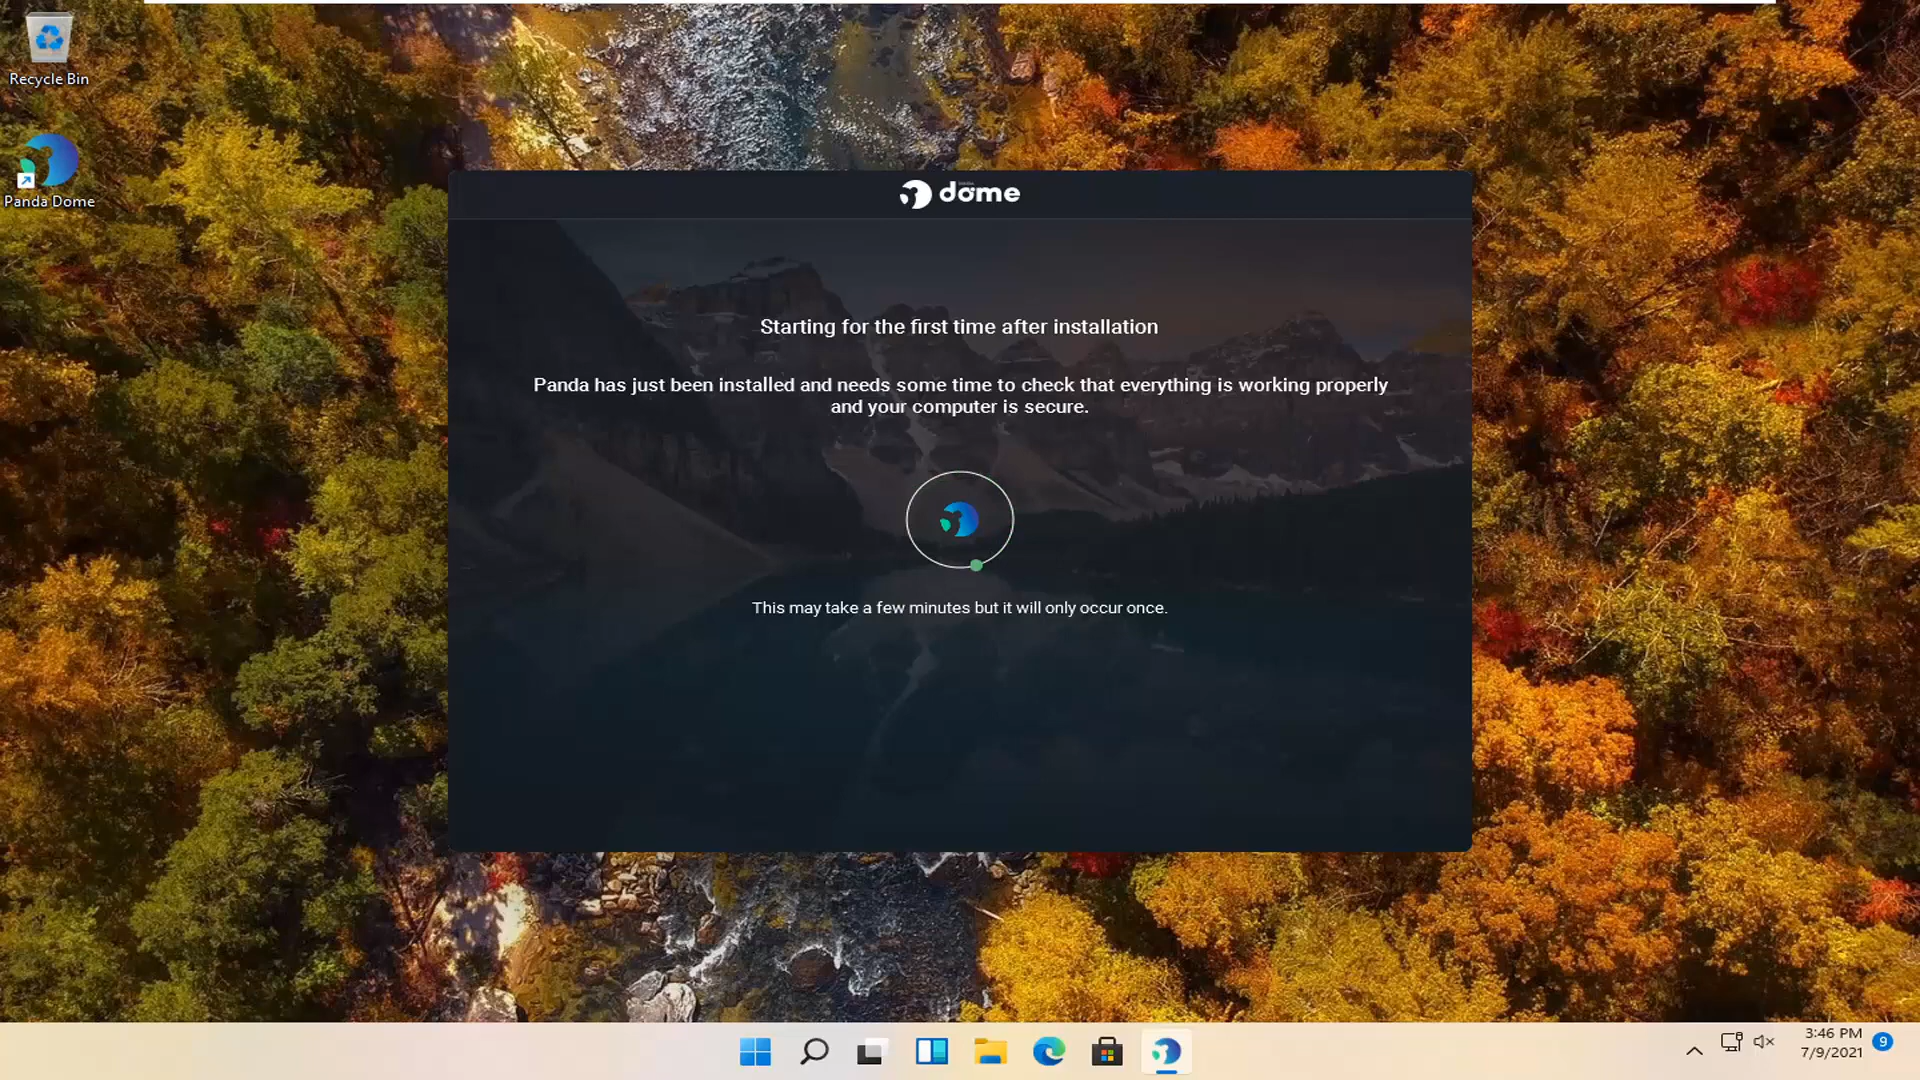 Recycle Bin
Panda Dome
dome
Starting for the first time after installation
Panda has just been installed and needs some time to check that everything is working properly
and your computer is secure.
This may take a few minutes but it will only occur once.
3:46 PM
7/9/2021
9